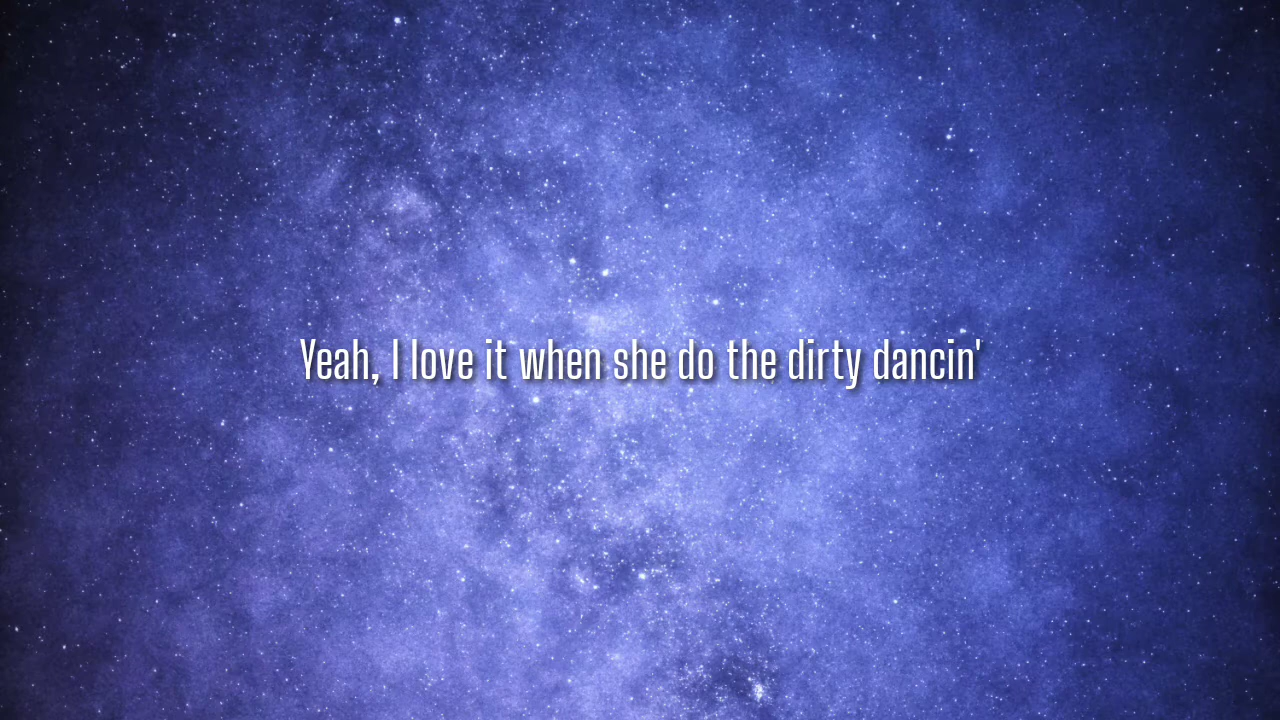 Yeah, I love it when she do the dirty dancin'